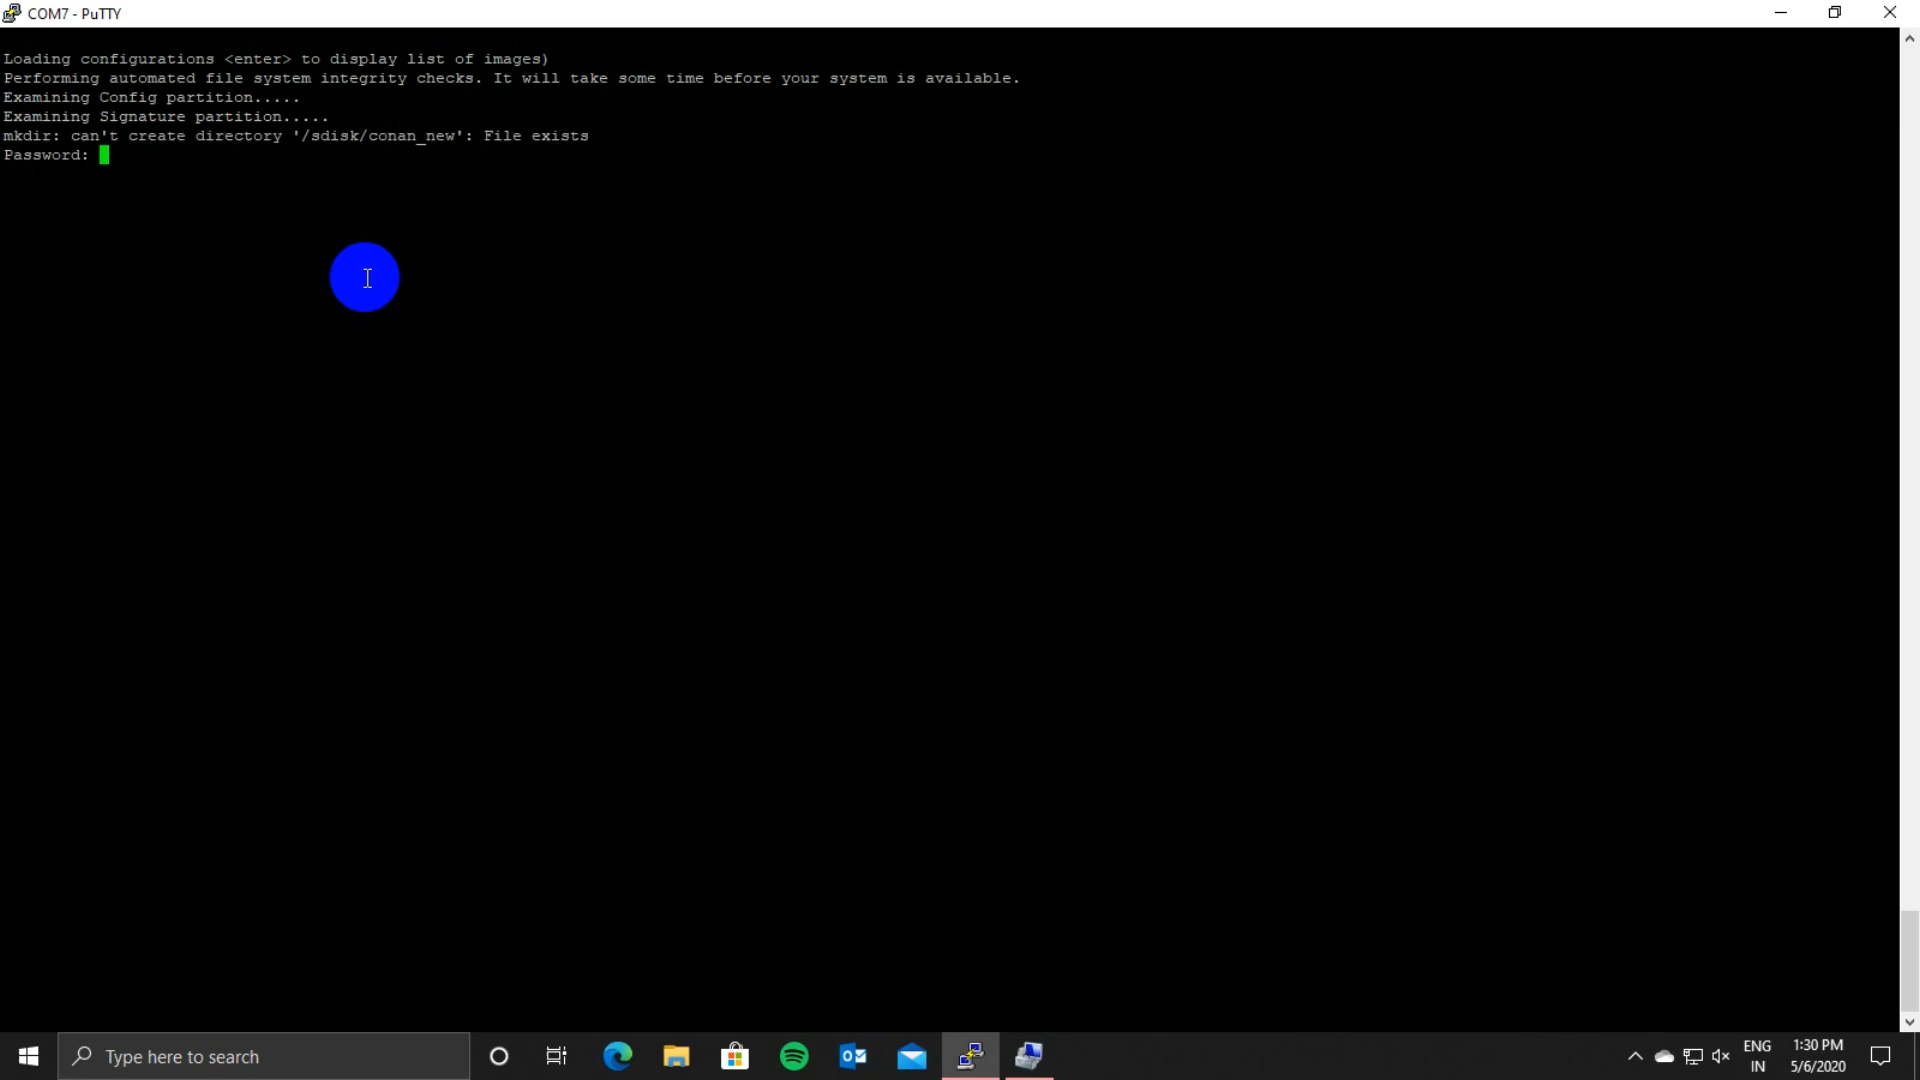 COM7 - PuTTY
Loading configurations <enter> to display list of images)
Performing automated file system integrity checks. It will take some time before your system is available.
Examining Config partition.....
Examining Signature partition.....
mkdir: can't create directory '/sdisk/conan_new': File exists
Password:
Type here to search
ENG
IN
1:30 PM
5/6/2020